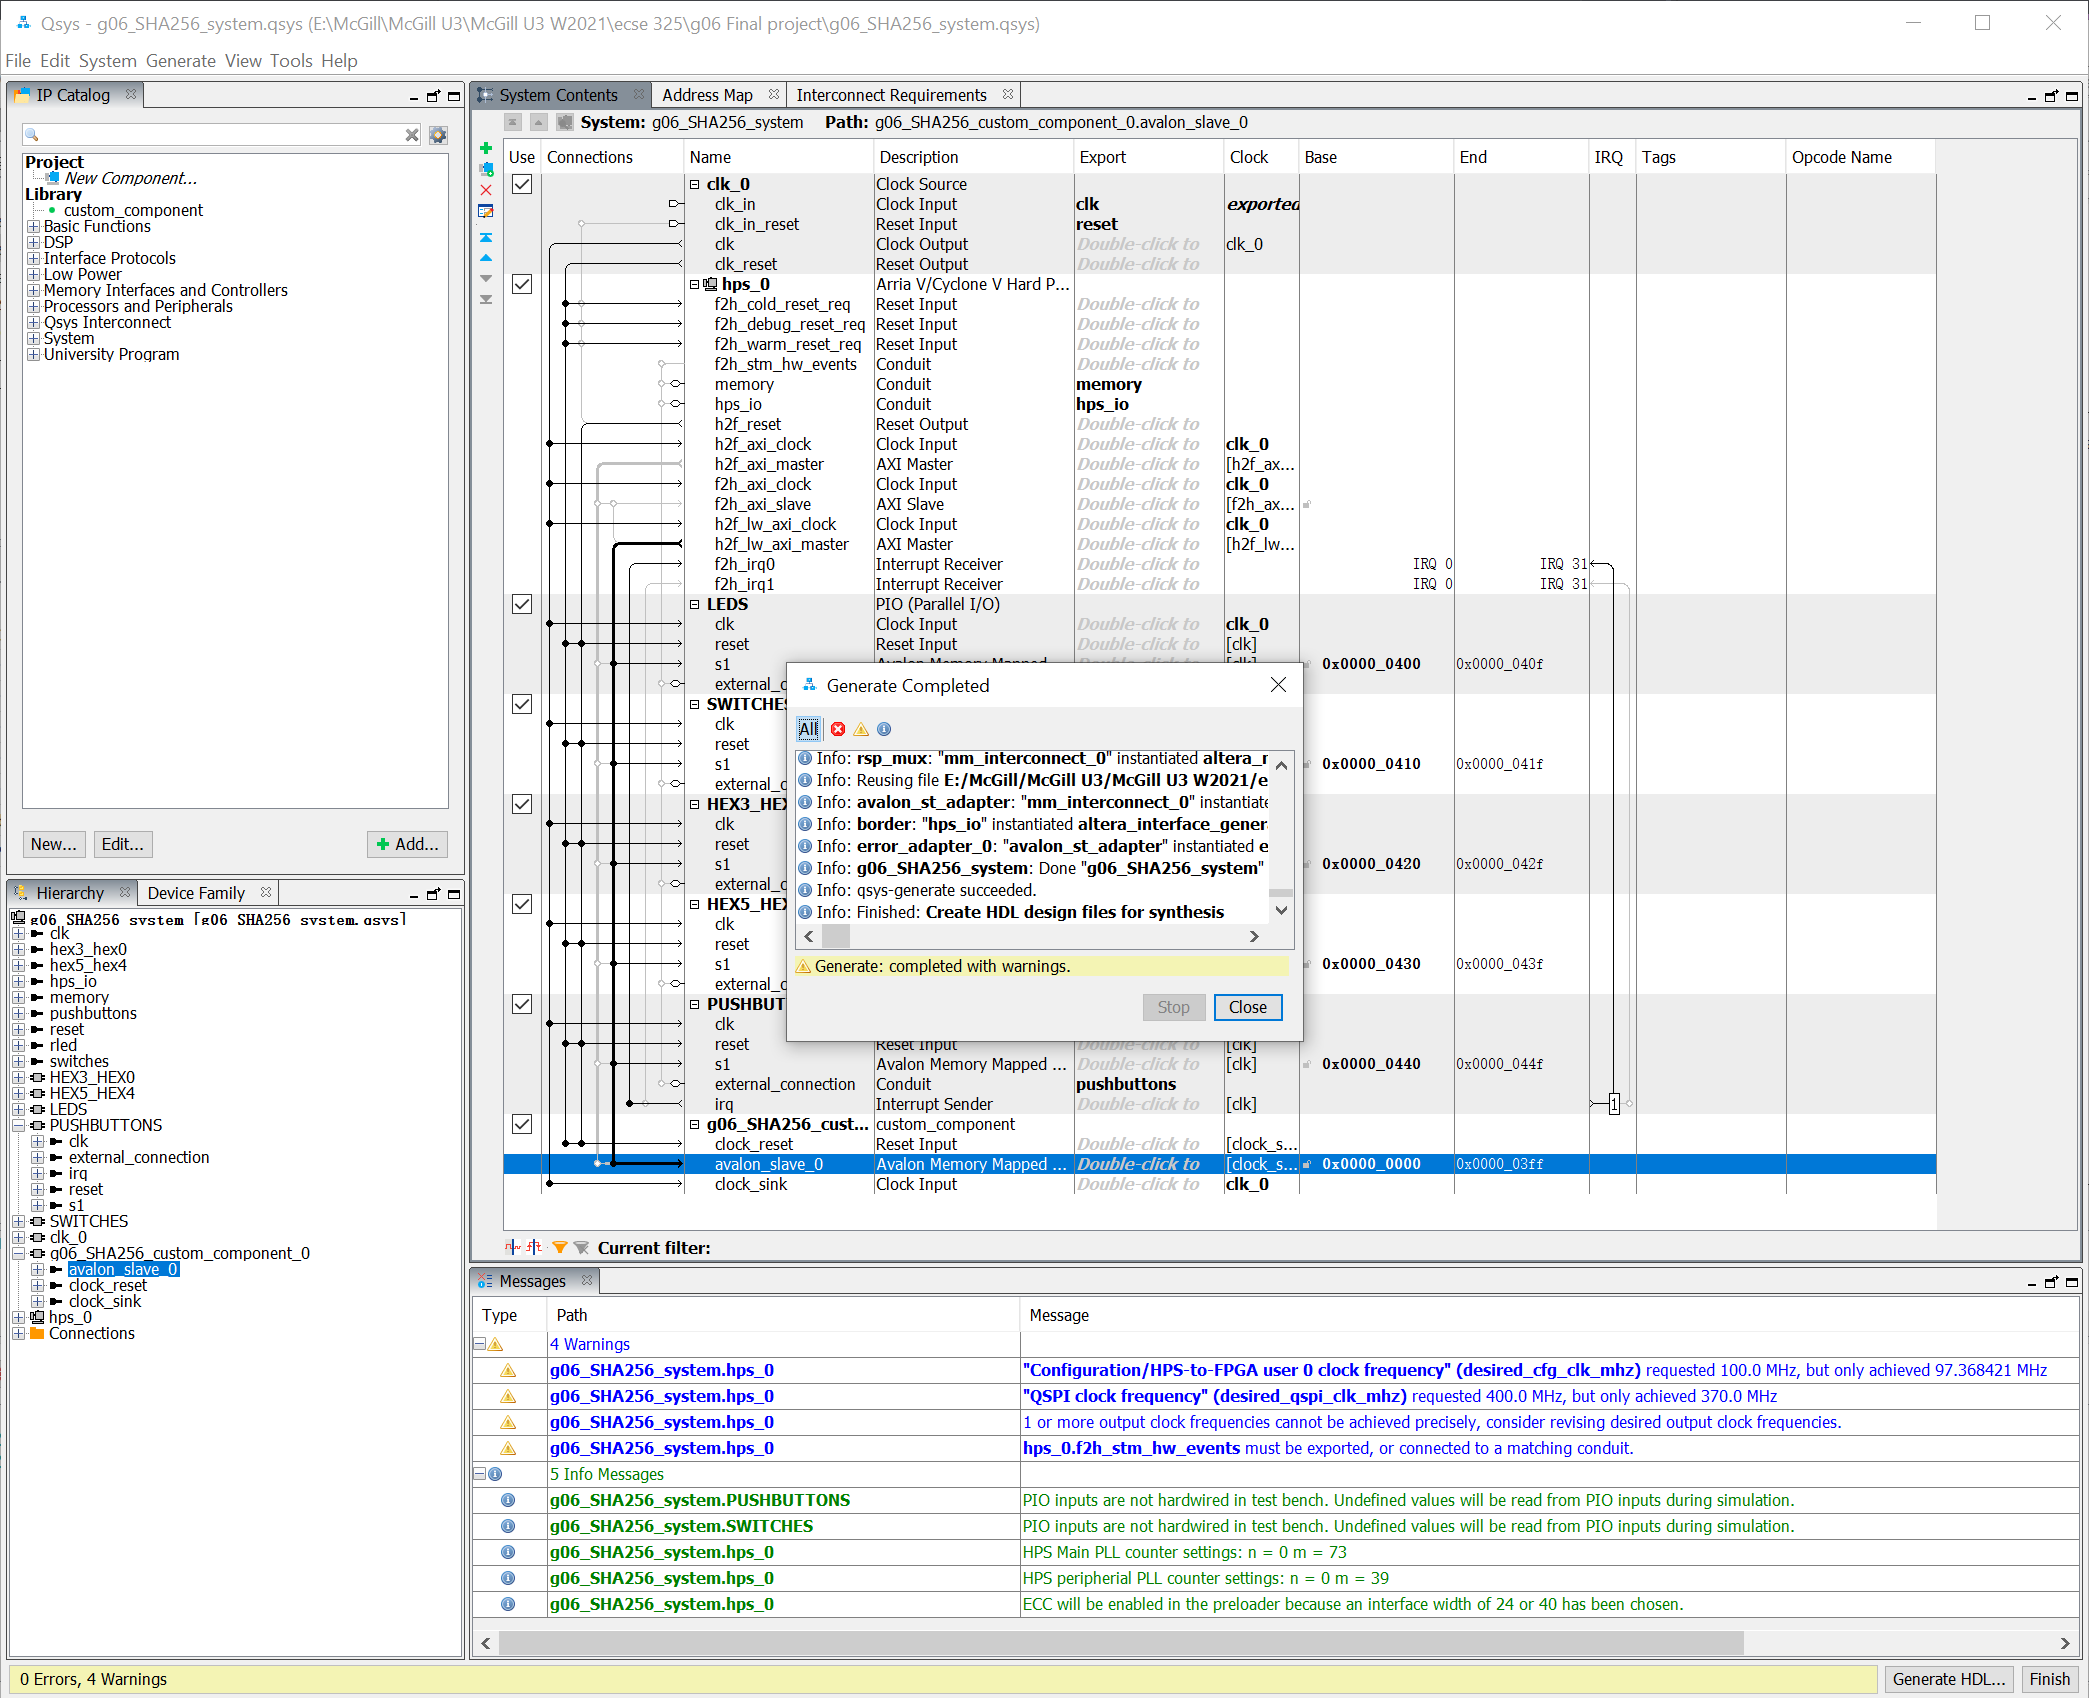 Qsys - g06_SHA256_system.qsys (E:\McGill\McGill U3\McGill U3 W2021\ecse 325\g06 Final project\g06_SHA256_system.qsys)
File Edit System Generate View Tools Help
IP Catalog
Project
New Component...
Library
custom_component
Basic Functions
DSP
Interface Protocols
Low Power
Memory Interfaces and Controllers
Processors and Peripherals
Qsys Interconnect
System
University Program
New... Edit... Add...
Hierarchy Device Family
g06_SHA256_system [g06_SHA256_system.qsys]
clk
hex3_hex0
hex5_hex4
hps_io
memory
pushbuttons
reset
rled
switches
HEX3_HEX0
HEX5_HEX4
LEDS
PUSHBUTTONS
clk
external_connection
irq
reset
s1
SWITCHES
clk_0
g06_SHA256_custom_component_0
avalon_slave_0
clock_reset
clock_sink
hps_0
Connections
System Contents Address Map Interconnect Requirements
System: g06_SHA256_system Path: g06_SHA256_custom_component_0.avalon_slave_0
Use Connections Name Description Export Clock Base End IRQ Tags Opcode Name
clk_0 Clock Source
clk_in Clock Input clk exported
clk_in_reset Reset Input reset
clk Clock Output Double-click to clk_0
clk_reset Reset Output Double-click to
hps_0 Arria V/Cyclone V Hard P...
f2h_cold_reset_req Reset Input Double-click to
f2h_debug_reset_req Reset Input Double-click to
f2h_warm_reset_req Reset Input Double-click to
f2h_stm_hw_events Conduit Double-click to
memory Conduit memory
hps_io Conduit hps_io
h2f_reset Reset Output Double-click to
h2f_axi_clock Clock Input Double-click to clk_0
h2f_axi_master AXI Master Double-click to [h2f_ax...
f2h_axi_clock Clock Input Double-click to clk_0
f2h_axi_slave AXI Slave Double-click to [f2h_ax...
h2f_lw_axi_clock Clock Input Double-click to clk_0
h2f_lw_axi_master AXI Master Double-click to [h2f_lw...
f2h_irq0 Interrupt Receiver Double-click to IRQ 0 IRQ 31
f2h_irq1 Interrupt Receiver Double-click to IRQ 0 IRQ 31
LEDS PIO (Parallel I/O)
clk Clock Input Double-click to clk_0
reset Reset Input Double-click to [clk]
s1 Avalon Memory Mapped Double-click to [clk] 0x0000_0400 0x0000_040f
external_c
SWITCHES
clk
reset
s1 0x0000_0410 0x0000_041f
external_c
HEX3_HEX
clk
reset
s1 0x0000_0420 0x0000_042f
external_c
HEX5_HEX
clk
reset
s1 0x0000_0430 0x0000_043f
external_c
PUSHBUT
clk
reset Reset Input Double-click to [clk]
s1 Avalon Memory Mapped ... Double-click to [clk] 0x0000_0440 0x0000_044f
external_connection Conduit pushbuttons
irq Interrupt Sender Double-click to [clk] 1
g06_SHA256_cust... custom_component
clock_reset Reset Input Double-click to [clock_s...
avalon_slave_0 Avalon Memory Mapped ... Double-click to [clock_s... 0x0000_0000 0x0000_03ff
clock_sink Clock Input Double-click to clk_0
Current filter:
Generate Completed
All
Info: rsp_mux: "mm_interconnect_0" instantiated altera_r
Info: Reusing file E:/McGill/McGill U3/McGill U3 W2021/e
Info: avalon_st_adapter: "mm_interconnect_0" instantiate
Info: border: "hps_io" instantiated altera_interface_gener
Info: error_adapter_0: "avalon_st_adapter" instantiated e
Info: g06_SHA256_system: Done "g06_SHA256_system"
Info: qsys-generate succeeded.
Info: Finished: Create HDL design files for synthesis
Generate: completed with warnings.
Stop Close
Messages
Type Path Message
4 Warnings
g06_SHA256_system.hps_0 "Configuration/HPS-to-FPGA user 0 clock frequency" (desired_cfg_clk_mhz) requested 100.0 MHz, but only achieved 97.368421 MHz
g06_SHA256_system.hps_0 "QSPI clock frequency" (desired_qspi_clk_mhz) requested 400.0 MHz, but only achieved 370.0 MHz
g06_SHA256_system.hps_0 1 or more output clock frequencies cannot be achieved precisely, consider revising desired output clock frequencies.
g06_SHA256_system.hps_0 hps_0.f2h_stm_hw_events must be exported, or connected to a matching conduit.
5 Info Messages
g06_SHA256_system.PUSHBUTTONS PIO inputs are not hardwired in test bench. Undefined values will be read from PIO inputs during simulation.
g06_SHA256_system.SWITCHES PIO inputs are not hardwired in test bench. Undefined values will be read from PIO inputs during simulation.
g06_SHA256_system.hps_0 HPS Main PLL counter settings: n = 0 m = 73
g06_SHA256_system.hps_0 HPS peripherial PLL counter settings: n = 0 m = 39
g06_SHA256_system.hps_0 ECC will be enabled in the preloader because an interface width of 24 or 40 has been chosen.
0 Errors, 4 Warnings
Generate HDL... Finish